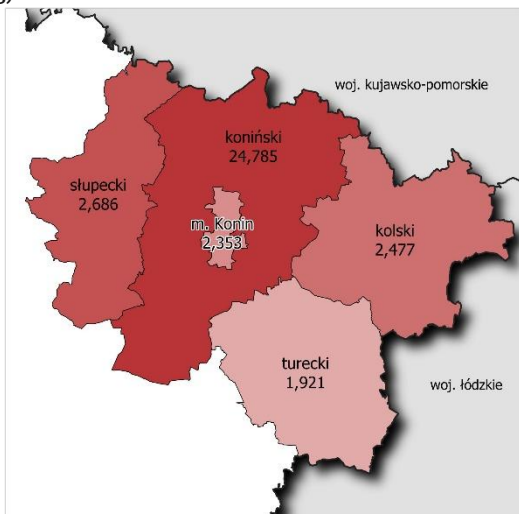 woj. kujawsko-pomorskie
koniński
24,785
słupecki
2,686
m. Konin
2,353
kolski
2,477
turecki
1,921
woj. łódzkie